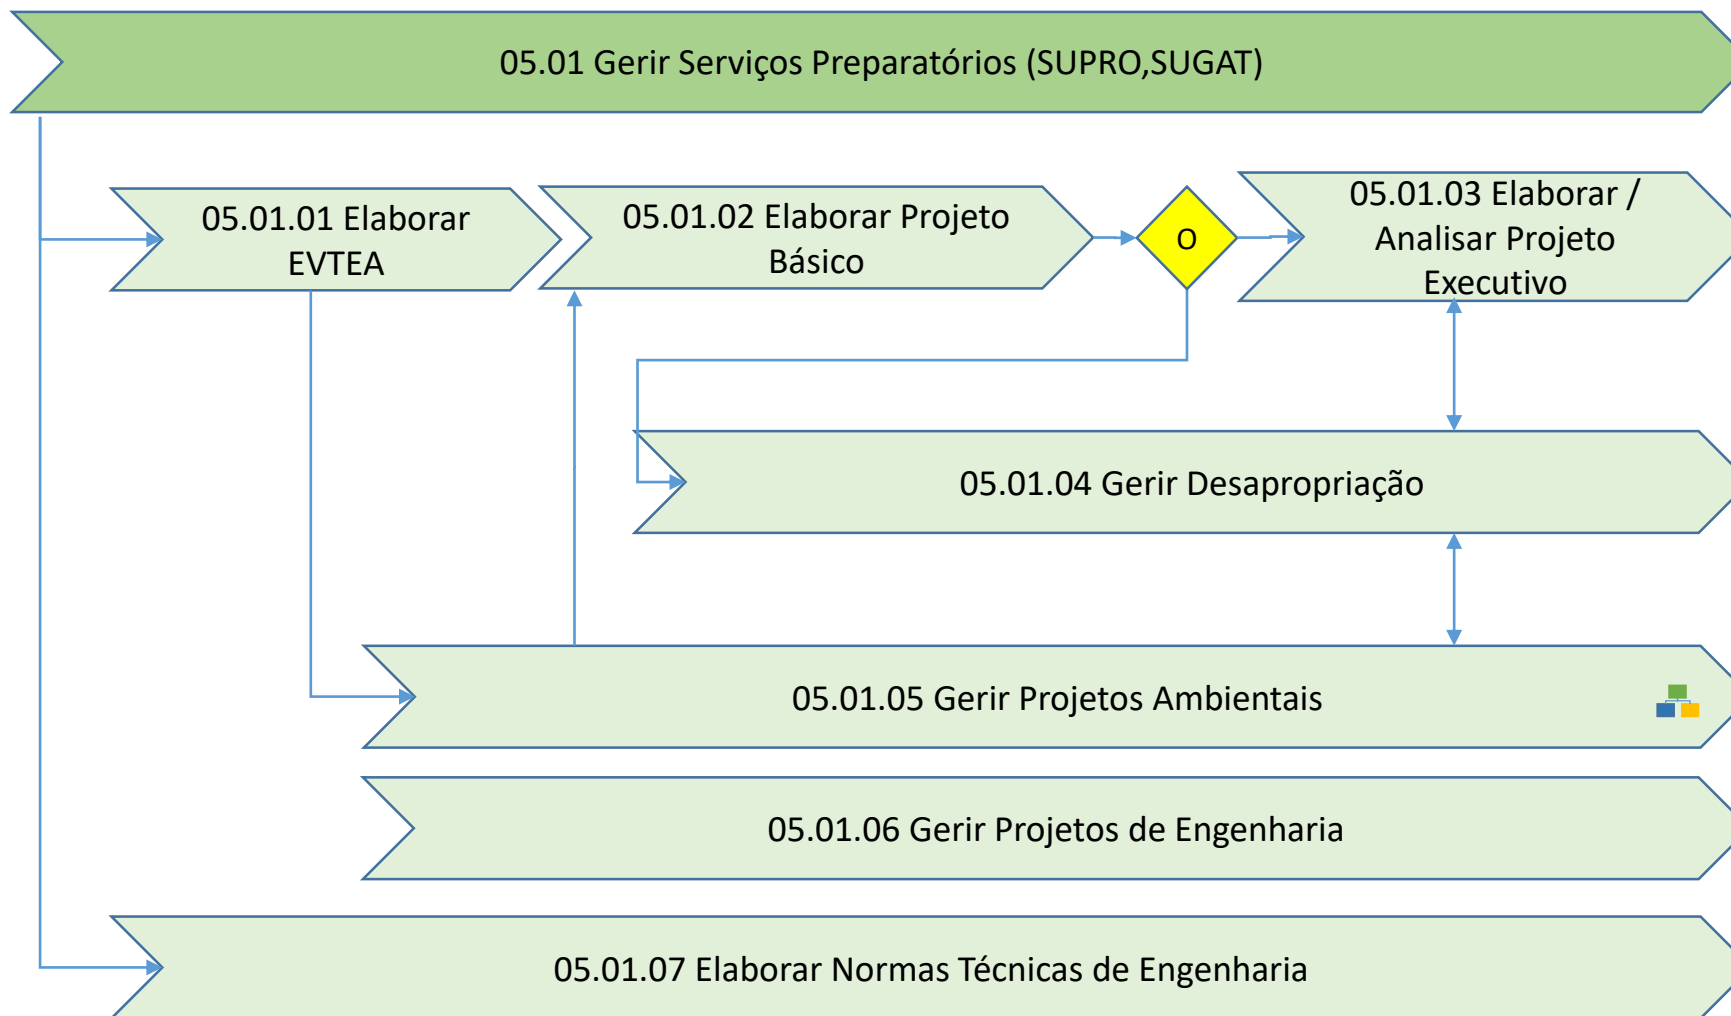 05.01 Gerir Serviços Preparatórios (SUPRO,SUGAT)
05.01.01 Elaborar
EVTEA
05.01.02 Elaborar Projeto
Básico
O
05.01.03 Elaborar /
Analisar Projeto
Executivo
05.01.04 Gerir Desapropriação
05.01.05 Gerir Projetos Ambientais
05.01.06 Gerir Projetos de Engenharia
05.01.07 Elaborar Normas Técnicas de Engenharia